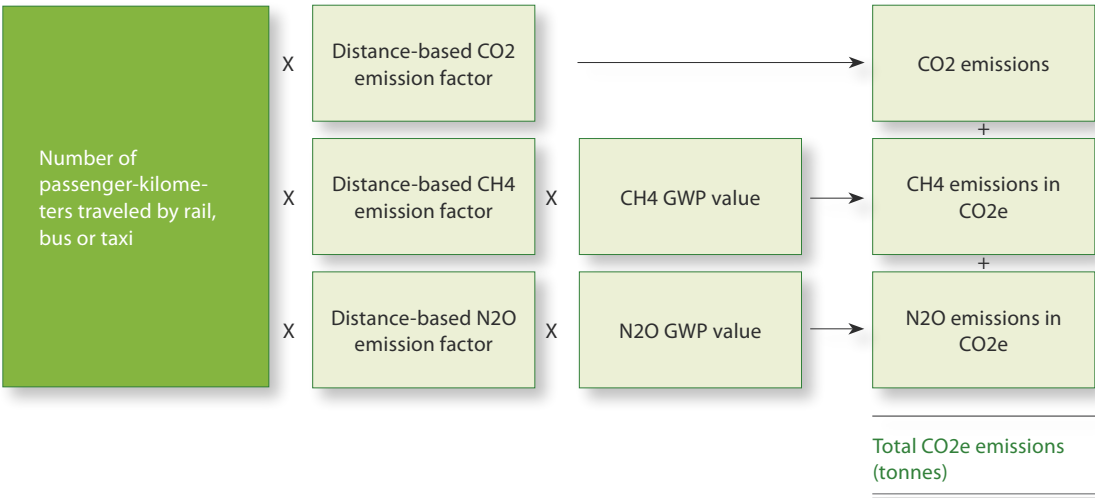 Number of
passenger-kilome-
ters traveled by rail,
bus or taxi
X
Distance-based CO2
emission factor
CO2 emissions
+
X
Distance-based CH4
emission factor
X
CH4 GWP value
CH4 emissions in
CO2e
+
X
Distance-based N2O
emission factor
X
N2O GWP value
N2O emissions in
CO2e
Total CO2e emissions
(tonnes)